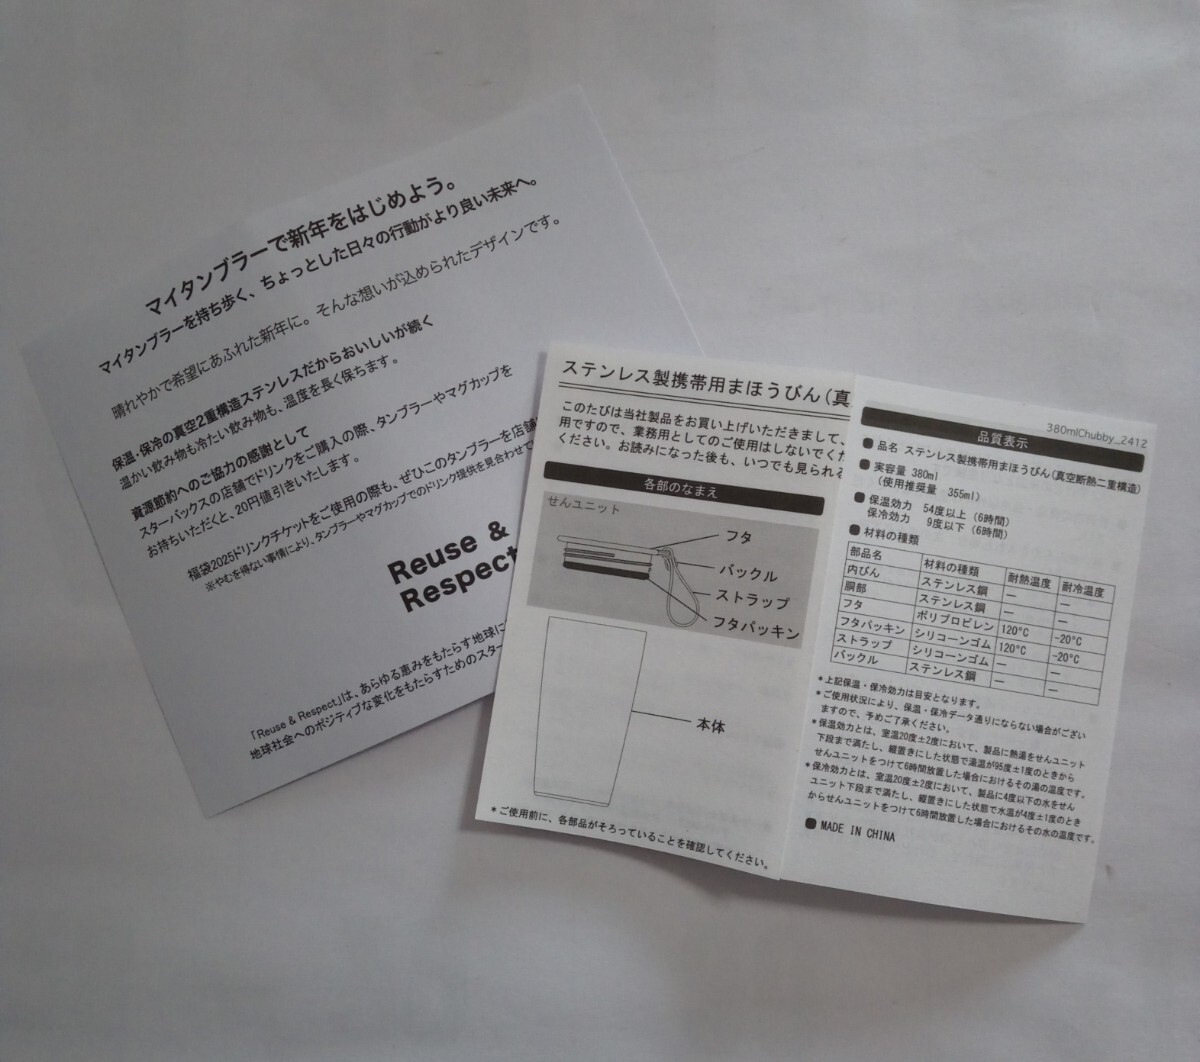 マイタンブラーで新年をはじめよう。
マイタンブラーを持ち歩く、ちょっとした日々の行動がより良い未来へ。
晴れやかで希望にあふれた新年に。そんな想いが込められたデザインです。
保温・保冷の真空2重構造ステンレスだからおいしいが続く
温かい飲み物も冷たい飲み物も、温度を長く保ちます。
資源節約へのご協力の感謝として
スターバックスの店舗でドリンクをご購入の際、タンブラーやマグカップを
お持ちいただくと、20円値引きいたします。
福袋2025ドリンクチケットをご使用の際も、ぜひこのタンブラーを店舗
※やむを得ない事情により、タンブラーやマグカップでのドリンク提供を見合わせて
Reuse &
Respect
「Reuse & Respect」は、あらゆる恵みをもたらす地球に
地球社会へのポジティブな変化をもたらすためのスター
ステンレス製携帯用まほうびん(真
このたびは当社製品をお買い上げいただきまして、
用ですので、業務用としてのご使用はしないでくだ
ください。お読みになった後も、いつでも見られる
各部のなまえ
せんユニット
フタ
バックル
ストラップ
フタパッキン
本体
*ご使用前に、各部品がそろっていることを確認してください。
380mlChubby_2412
品質表示
●品名 ステンレス製携帯用まほうびん(真空断熱二重構造)
●実容量 380ml
(使用推奨量 355ml)
●保温効力 54度以上(6時間)
保冷効力 9度以下(6時間)
●材料の種類
部品名 材料の種類 耐熱温度 耐冷温度
内びん ステンレス鋼 — —
胴部 ステンレス鋼 — —
フタ ポリプロピレン 120°C -20°C
フタパッキン シリコーンゴム 120°C -20°C
ストラップ シリコーンゴム — —
バックル ステンレス鋼 — —
*上記保温・保冷効力は目安となります。
*ご使用状況により、保温・保冷データ通りにならない場合がござい
ますので、予めご了承ください。
*保温効力とは、室温20度±2度において、製品に熱湯をせんユニット
下段まで満たし、縦置きにした状態で湯温が95度±1度のときから
せんユニットをつけて6時間放置した場合におけるその湯の温度です。
*保冷効力とは、室温20度±2度において、製品に4度以下の水をせん
ユニット下段まで満たし、縦置きにした状態で水温が4度±1度のとき
からせんユニットをつけて6時間放置した場合におけるその水の温度です。
●MADE IN CHINA